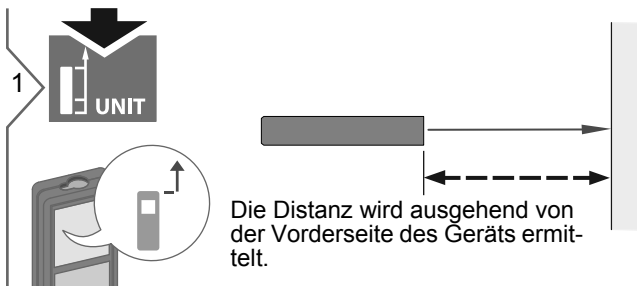 1
UNIT
Die Distanz wird ausgehend von
der Vorderseite des Geräts ermit-
telt.